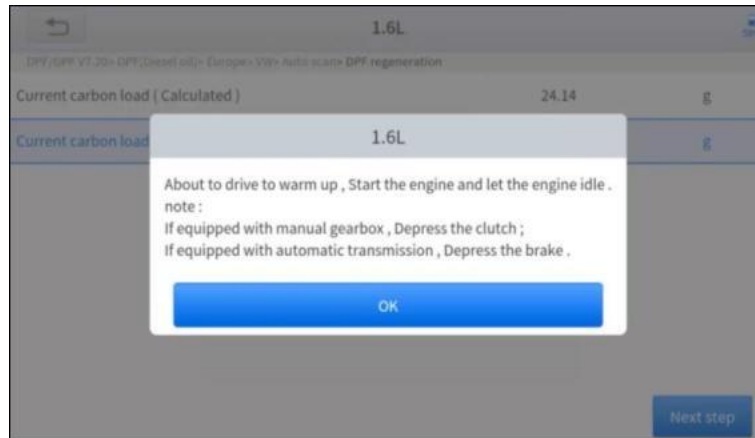 1.6L
DPF/GPF V7.20> DPF(Diesel oil)> Europe> VW> Auto scan> DPF regeneration
Current carbon load ( Calculated ) 24.14 g
Current carbon load g
1.6L
About to drive to warm up , Start the engine and let the engine idle .
note :
If equipped with manual gearbox , Depress the clutch ;
If equipped with automatic transmission , Depress the brake .
OK
Next step